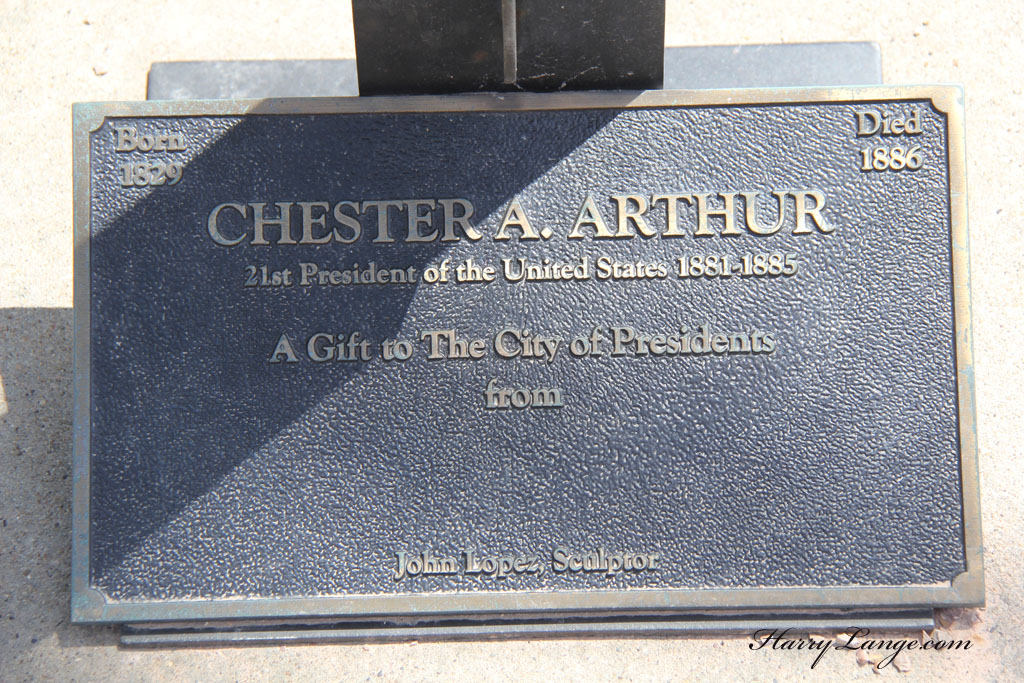 Born
1829
Died
1886
CHESTER A. ARTHUR
21st President of the United States 1881-1885
A Gift to The City of Presidents
from
John Lopez, Sculptor
HarryLange.com